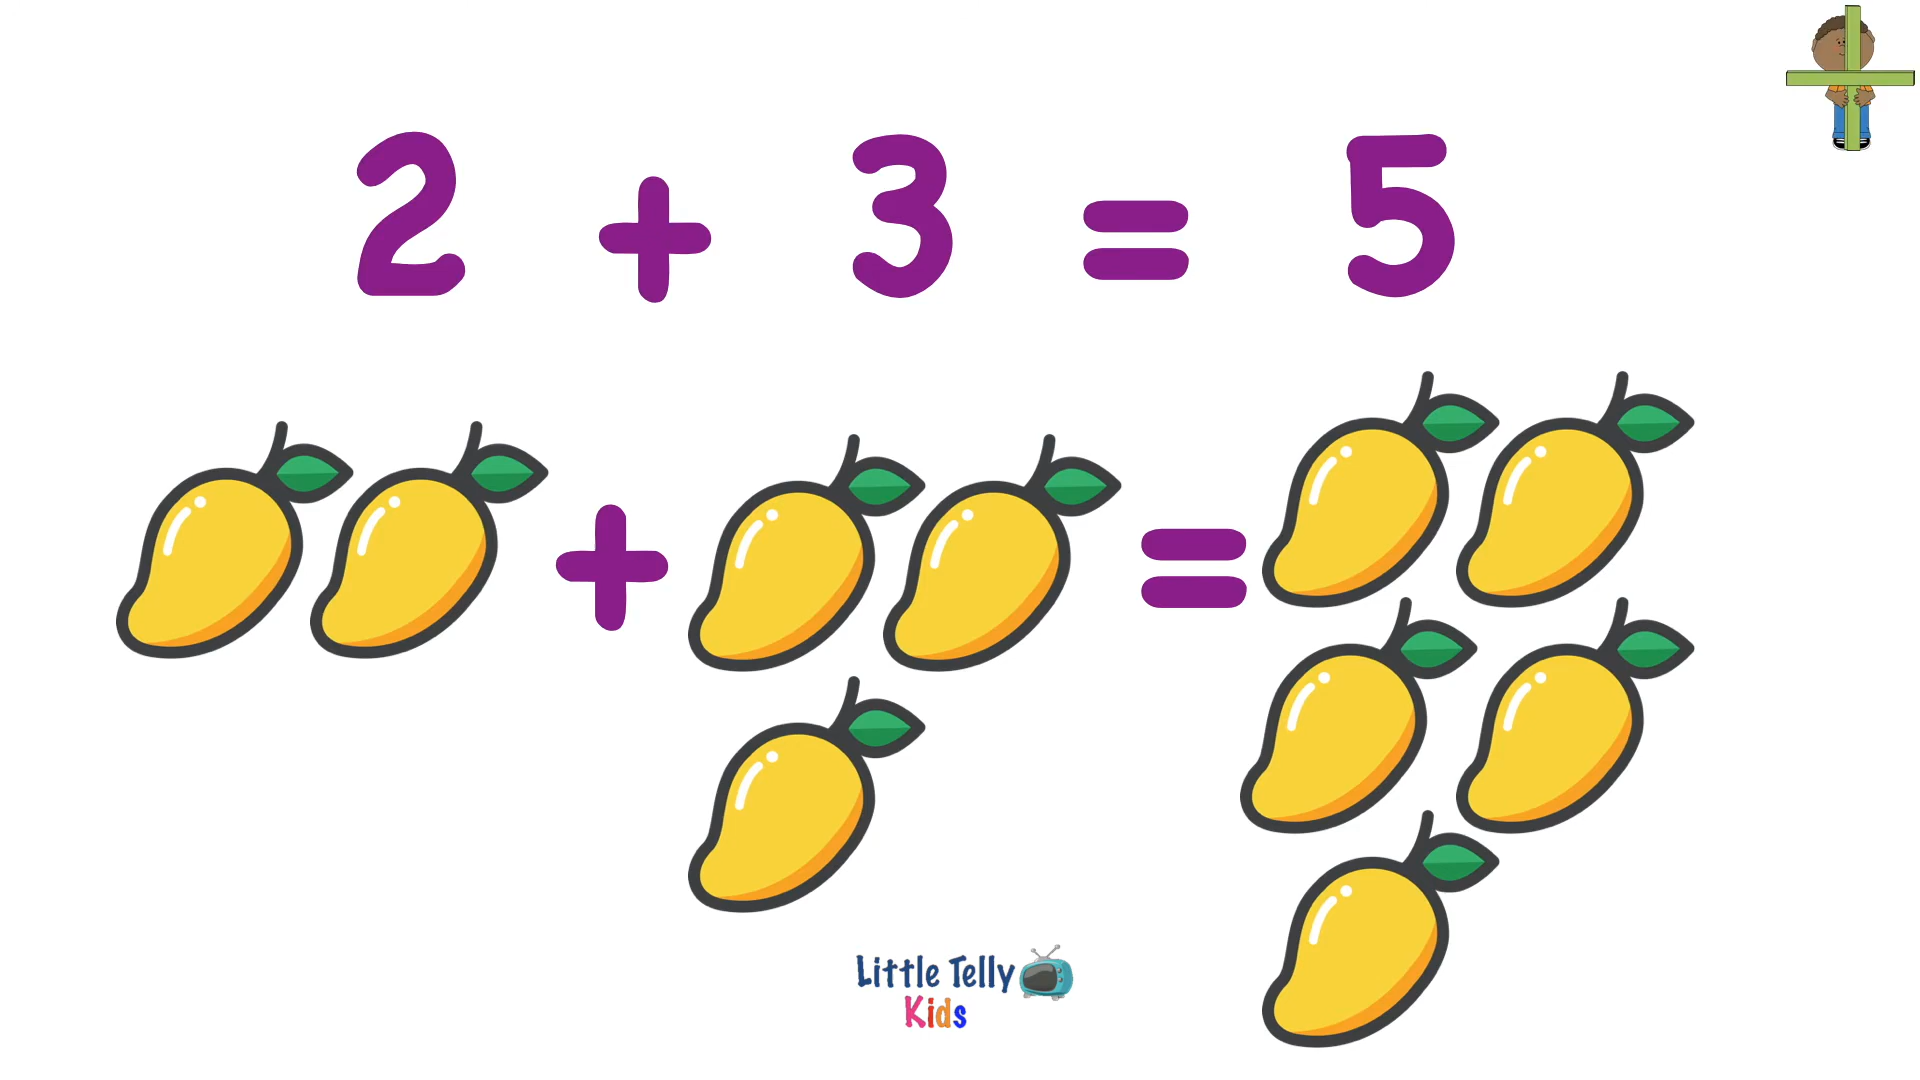 2 + 3 = 5
+ =
Little Telly
Kids